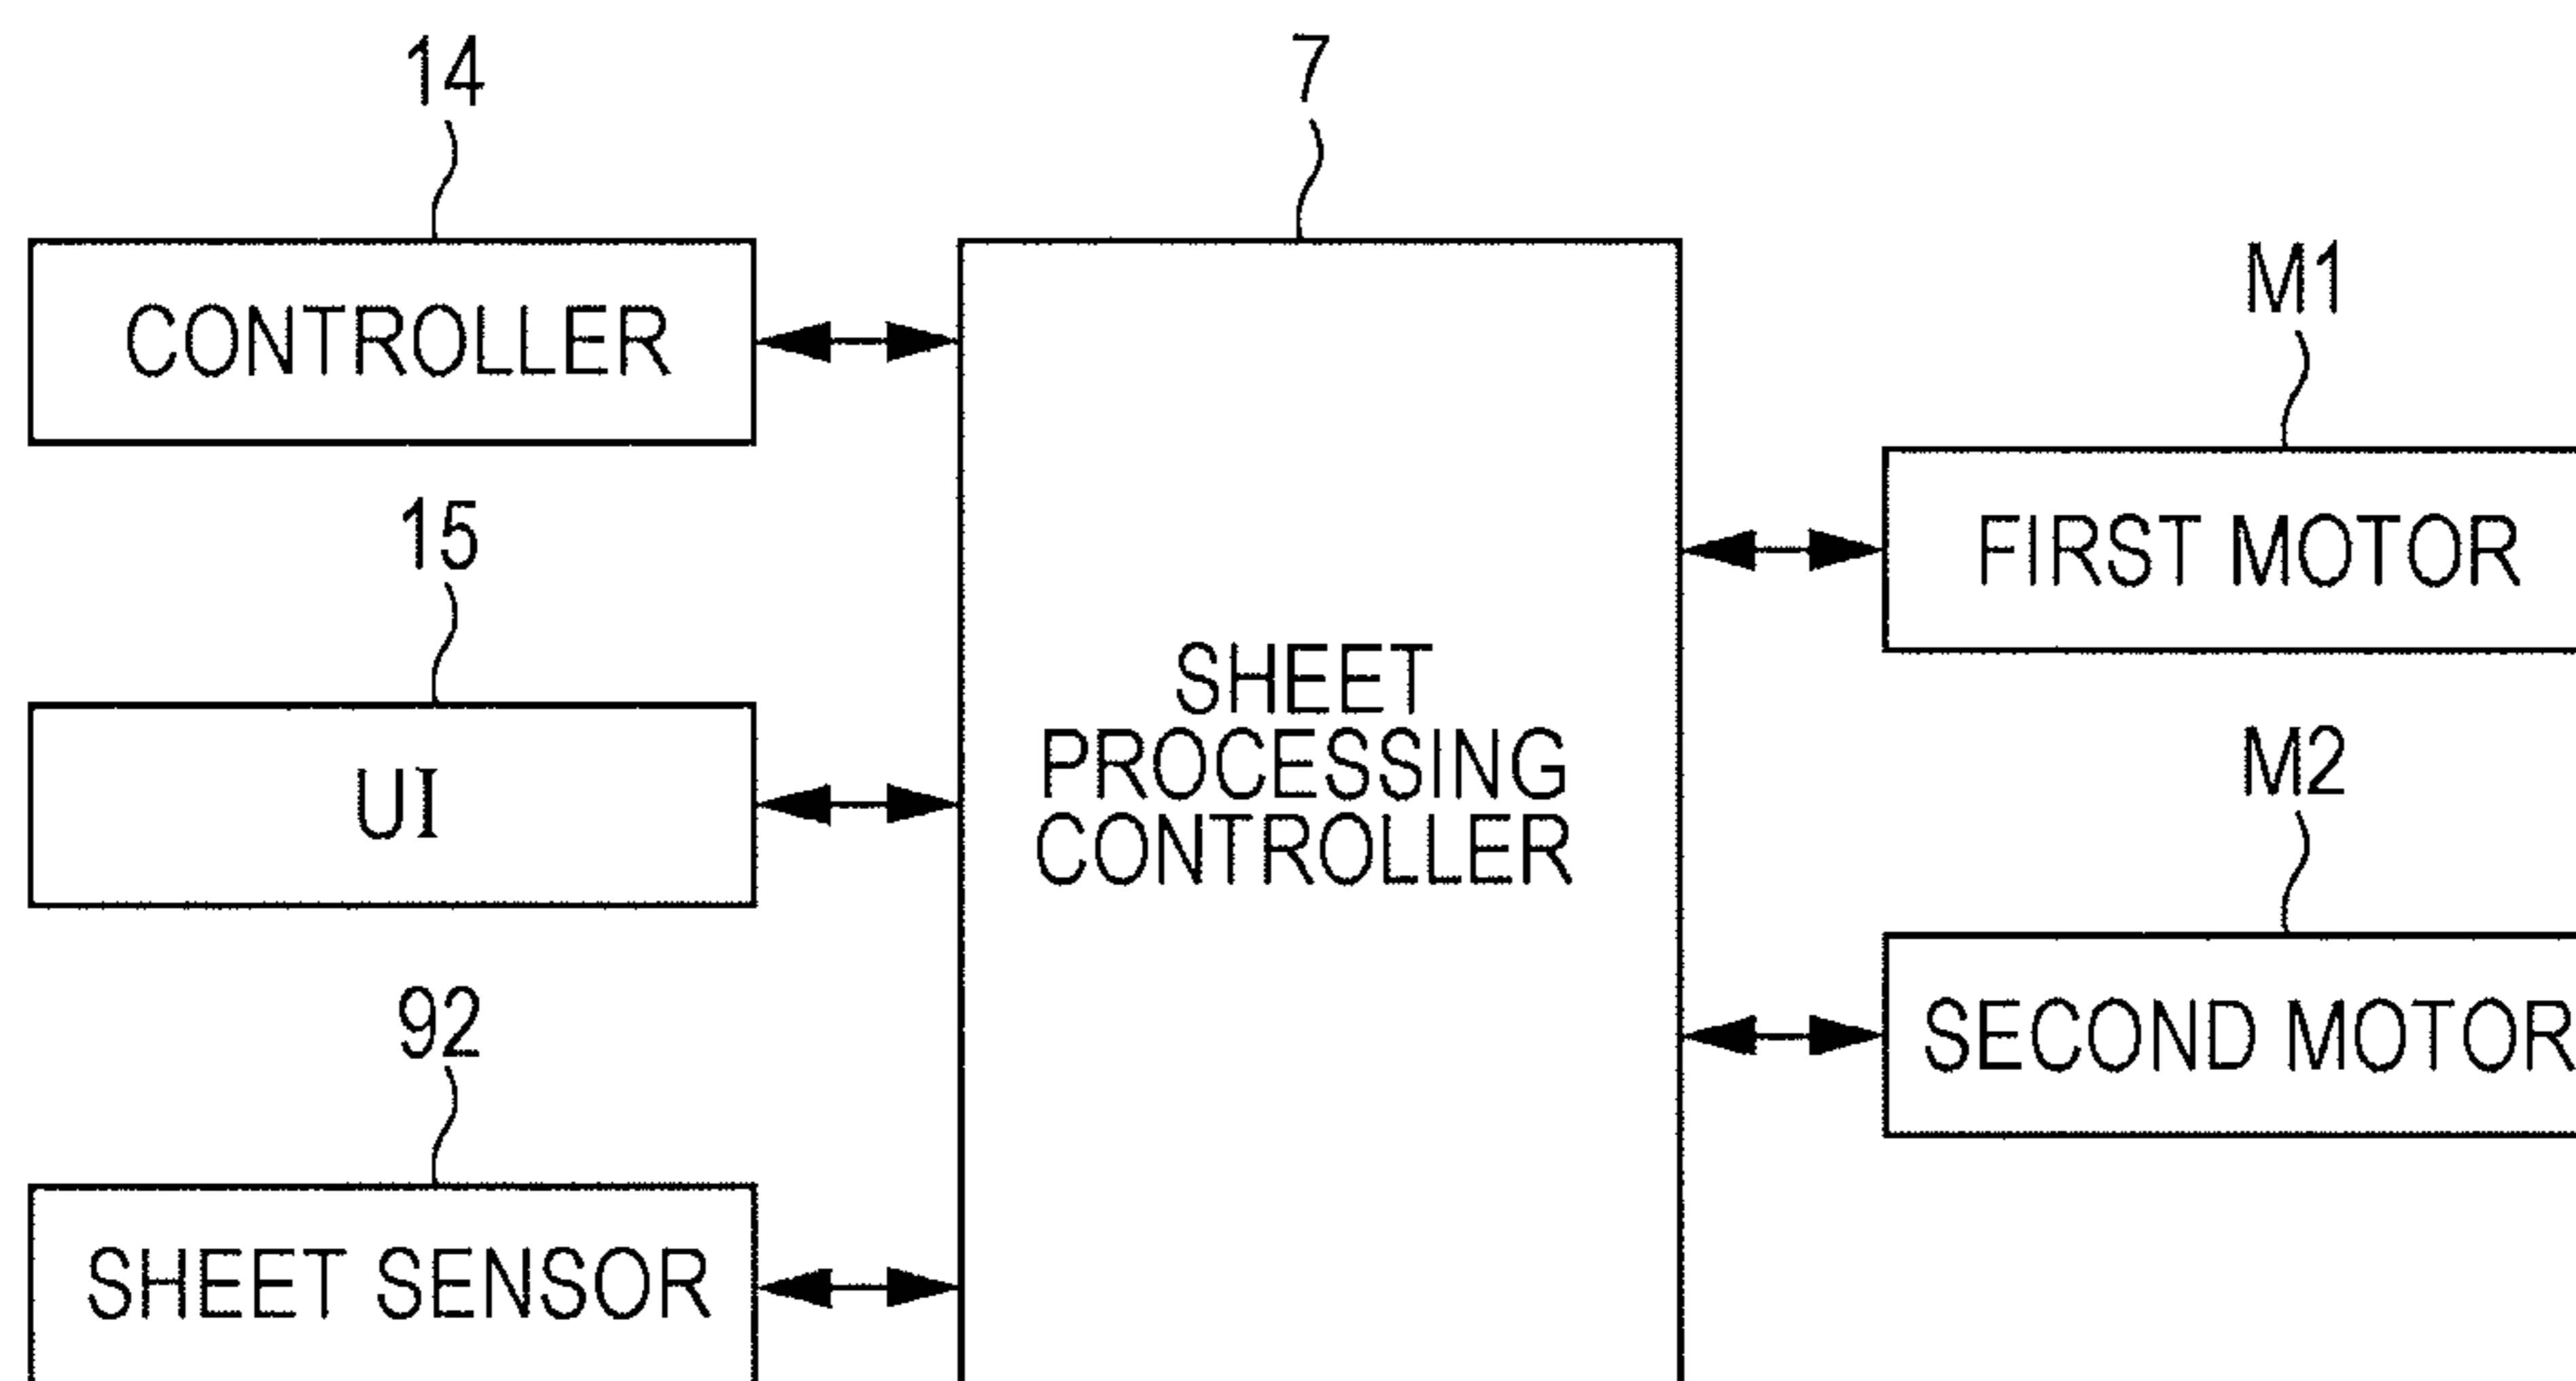 14
CONTROLLER
15
UI
92
SHEET SENSOR
7
SHEET
PROCESSING
CONTROLLER
M1
FIRST MOTOR
M2
SECOND MOTOR